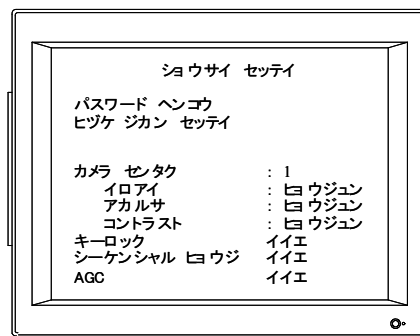 ショウサイ セッテイ
パスワード ヘンコウ
ヒヅケ ジカン セッテイ
カメラ センタク : 1
イロアイ : ヒョウジュン
アカルサ : ヒョウジュン
コントラスト : ヒョウジュン
キーロック イイエ
シーケンシャル ヒョウジ イイエ
AGC イイエ